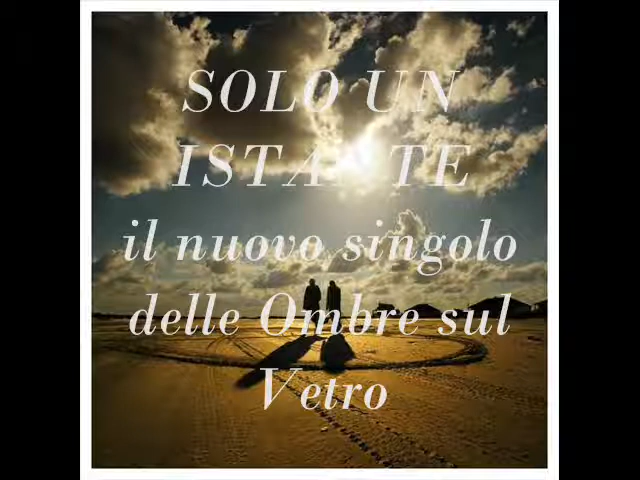 SOLO UN
ISTANTE
il nuovo singolo
delle Ombre sul
Vetro